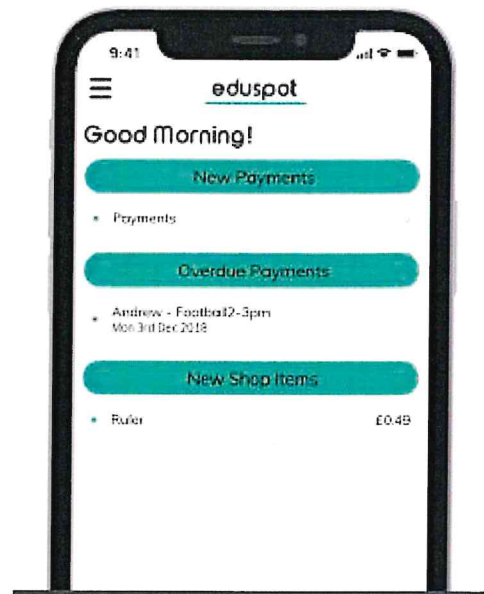 9:41
eduspot
Good Morning!
New Payments
Payments
Overdue Payments
Andrew - Football2-3pm
Mon 3rd Dec 2018
New Shop Items
Ruler £0.49